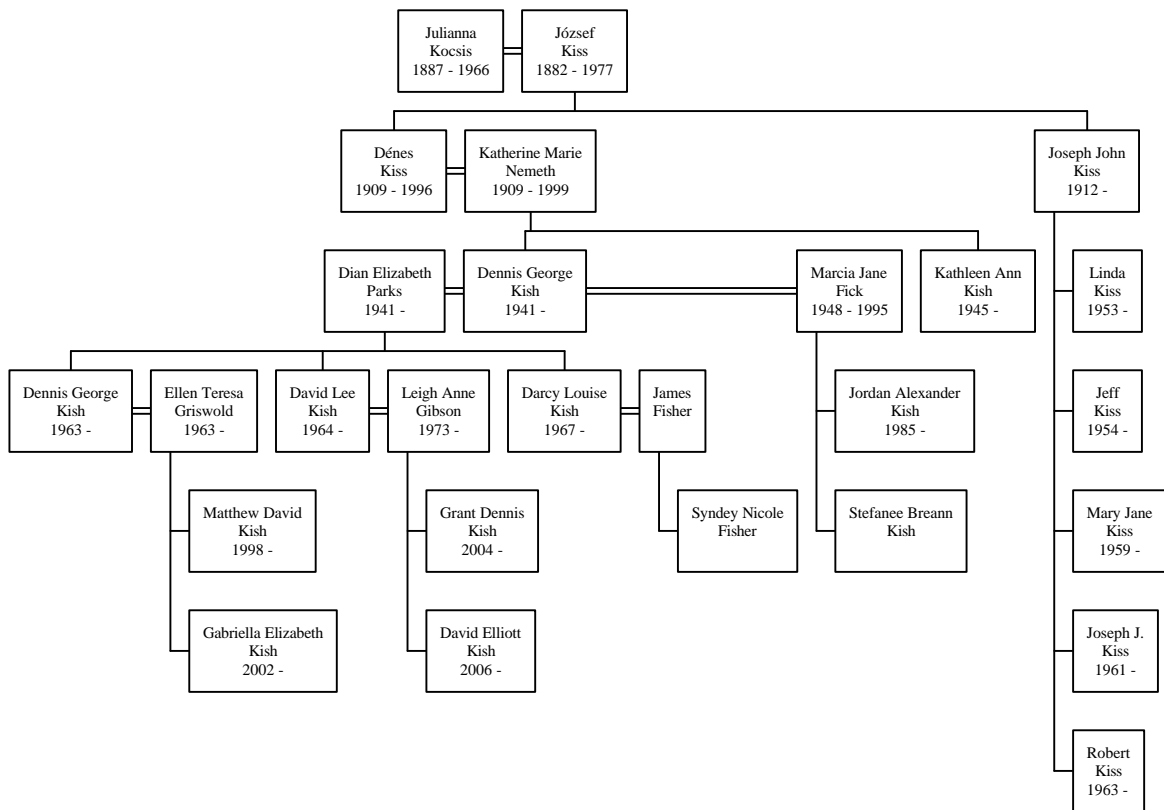 Julianna
Kocsis
1887 - 1966
József
Kiss
1882 - 1977
Dénes
Kiss
1909 - 1996
Katherine Marie
Nemeth
1909 - 1999
Joseph John
Kiss
1912 -
Dian Elizabeth
Parks
1941 -
Dennis George
Kish
1941 -
Marcia Jane
Fick
1948 - 1995
Kathleen Ann
Kish
1945 -
Linda
Kiss
1953 -
Dennis George
Kish
1963 -
Ellen Teresa
Griswold
1963 -
David Lee
Kish
1964 -
Leigh Anne
Gibson
1973 -
Darcy Louise
Kish
1967 -
James
Fisher
Jordan Alexander
Kish
1985 -
Jeff
Kiss
1954 -
Matthew David
Kish
1998 -
Grant Dennis
Kish
2004 -
Syndey Nicole
Fisher
Stefanee Breann
Kish
Mary Jane
Kiss
1959 -
Gabriella Elizabeth
Kish
2002 -
David Elliott
Kish
2006 -
Joseph J.
Kiss
1961 -
Robert
Kiss
1963 -